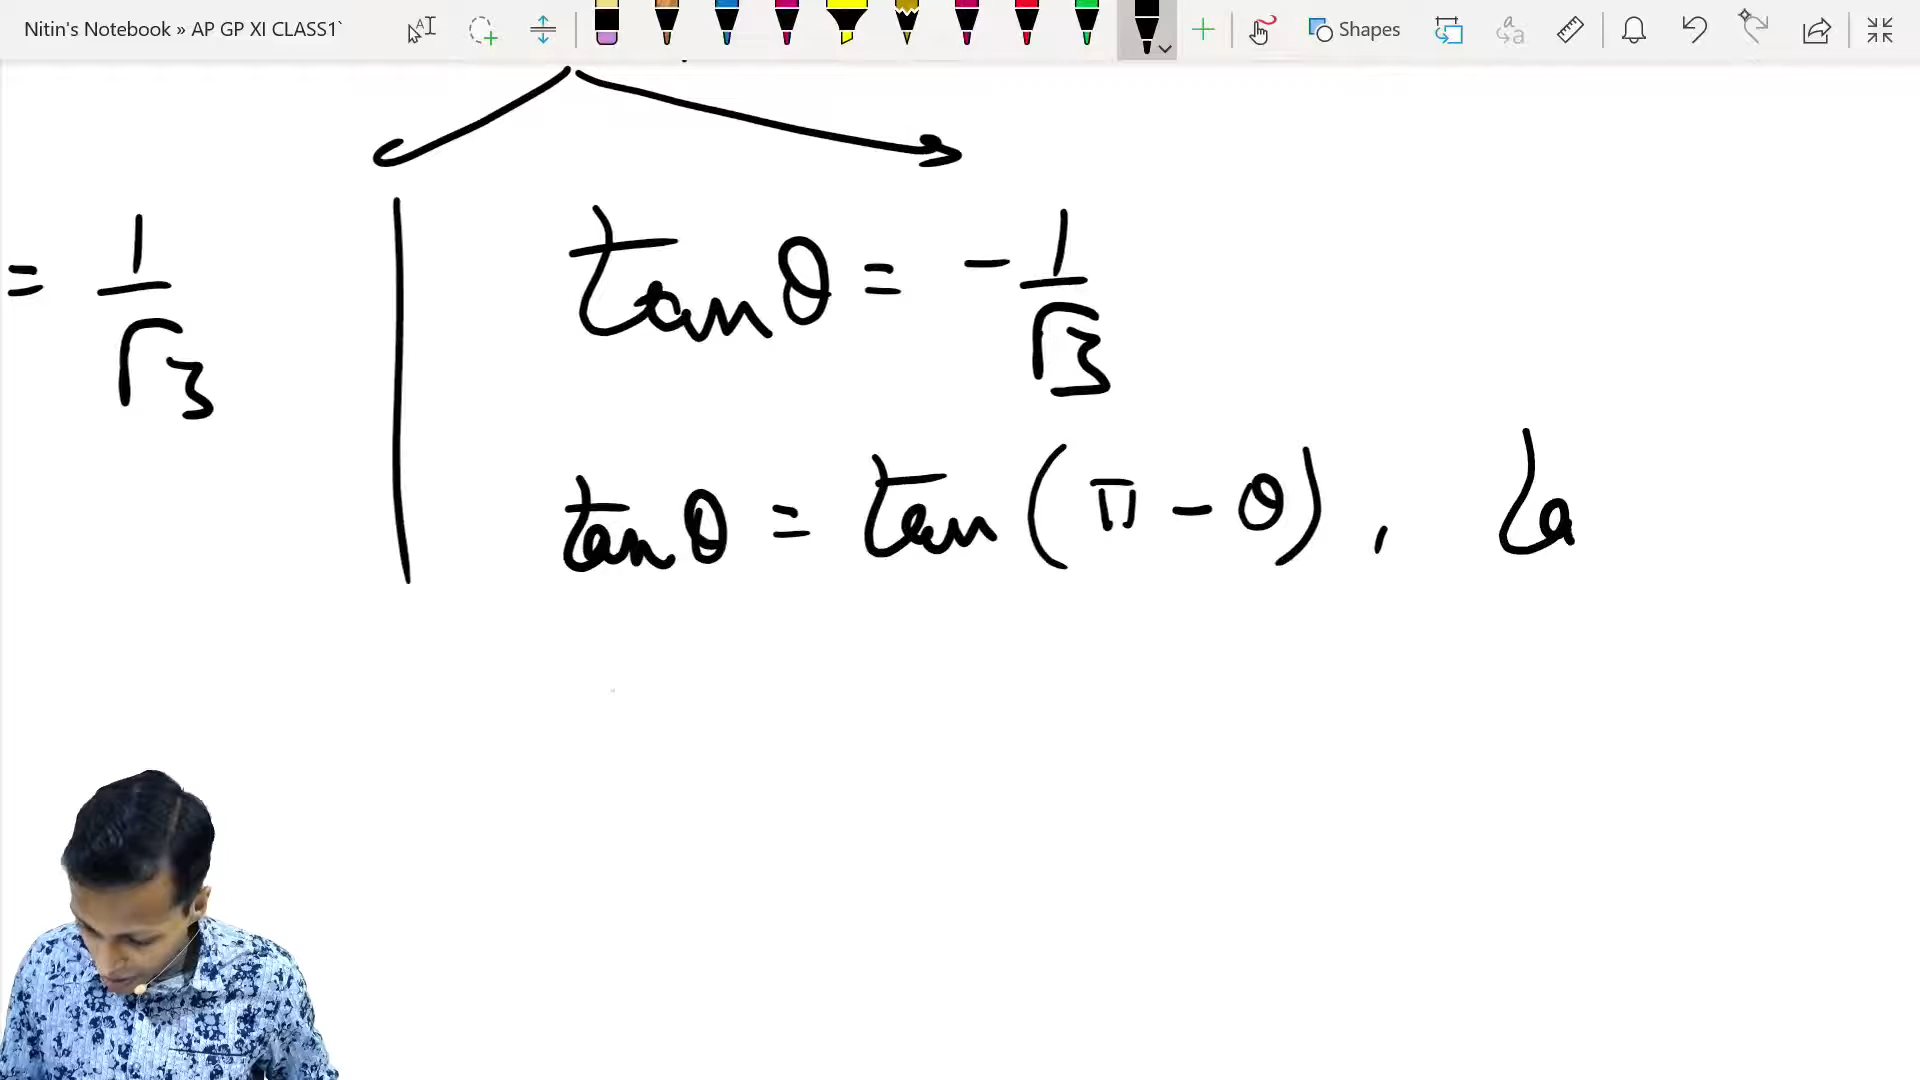 Nitin's Notebook » AP GP XI CLASS1`
Shapes
= 1/√3
tan θ = - 1/√3
tan θ = tan (π - θ) ,